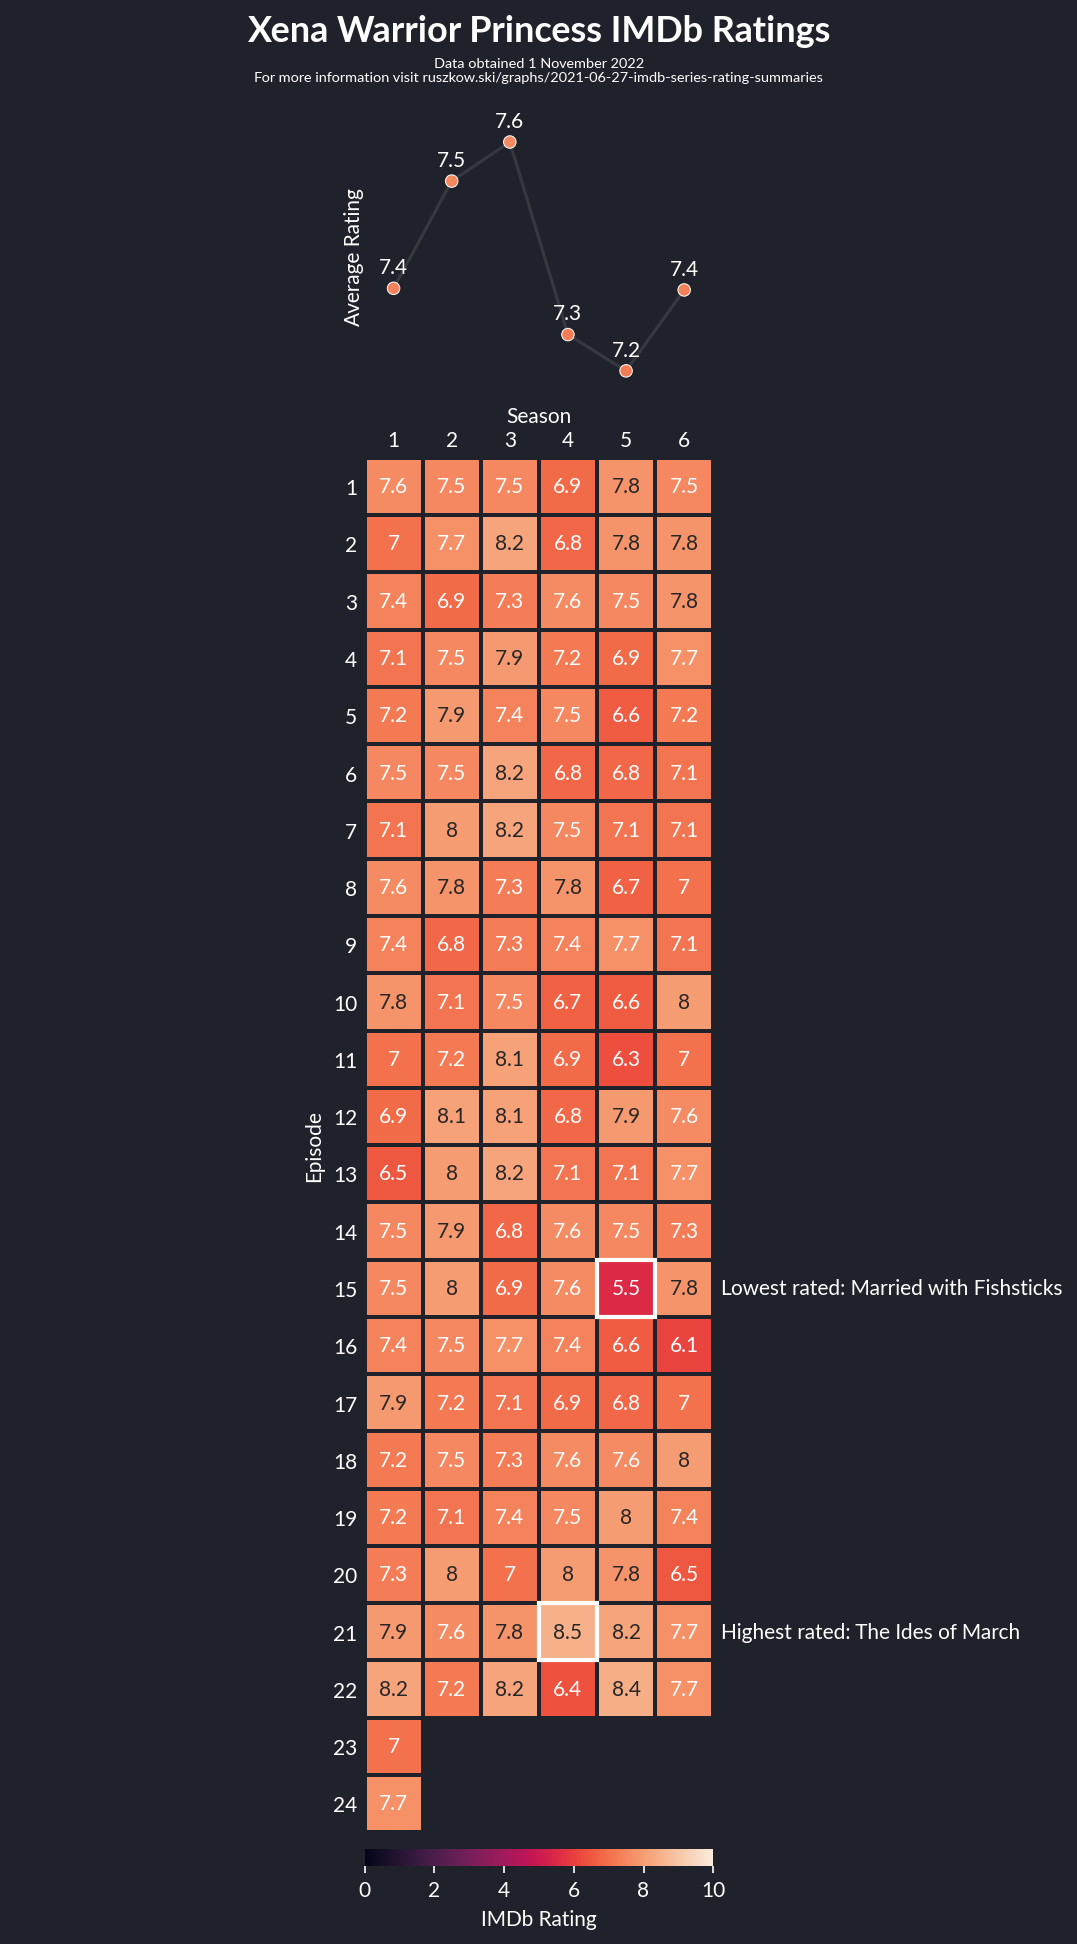 Xena Warrior Princess IMDb Ratings
Data obtained 1 November 2022
For more information visit ruszkow.ski/graphs/2021-06-27-imdb-series-rating-summaries
Average Rating
7.4
7.5
7.6
7.3
7.2
7.4
Season
1 2 3 4 5 6
Episode
1 7.6 7.5 7.5 6.9 7.8 7.5
2 7 7.7 8.2 6.8 7.8 7.8
3 7.4 6.9 7.3 7.6 7.5 7.8
4 7.1 7.5 7.9 7.2 6.9 7.7
5 7.2 7.9 7.4 7.5 6.6 7.2
6 7.5 7.5 8.2 6.8 6.8 7.1
7 7.1 8 8.2 7.5 7.1 7.1
8 7.6 7.8 7.3 7.8 6.7 7
9 7.4 6.8 7.3 7.4 7.7 7.1
10 7.8 7.1 7.5 6.7 6.6 8
11 7 7.2 8.1 6.9 6.3 7
12 6.9 8.1 8.1 6.8 7.9 7.6
13 6.5 8 8.2 7.1 7.1 7.7
14 7.5 7.9 6.8 7.6 7.5 7.3
15 7.5 8 6.9 7.6 5.5 7.8 Lowest rated: Married with Fishsticks
16 7.4 7.5 7.7 7.4 6.6 6.1
17 7.9 7.2 7.1 6.9 6.8 7
18 7.2 7.5 7.3 7.6 7.6 8
19 7.2 7.1 7.4 7.5 8 7.4
20 7.3 8 7 8 7.8 6.5
21 7.9 7.6 7.8 8.5 8.2 7.7 Highest rated: The Ides of March
22 8.2 7.2 8.2 6.4 8.4 7.7
23 7
24 7.7
0 2 4 6 8 10
IMDb Rating